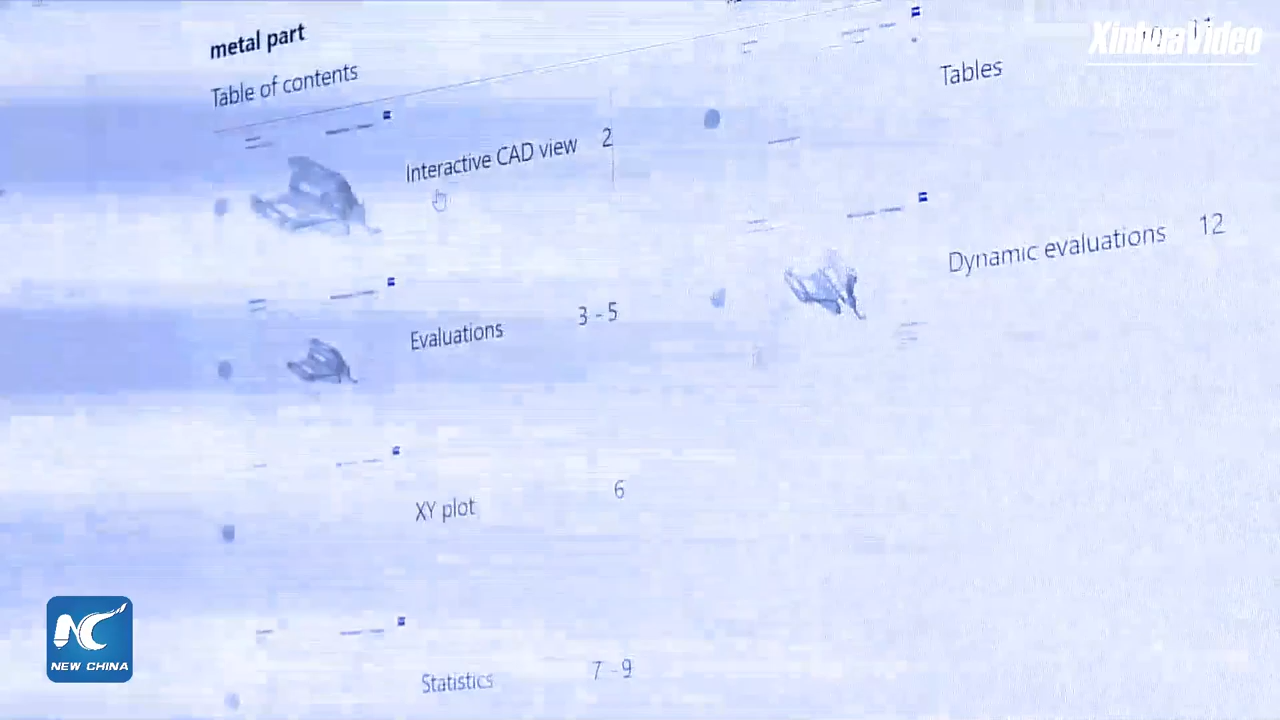 metal part
Table of contents
Interactive CAD view 2
Evaluations 3 - 5
XY plot 6
Statistics 7 - 9
Tables
Dynamic evaluations 12
XinhuaVideo
NC
NEW CHINA